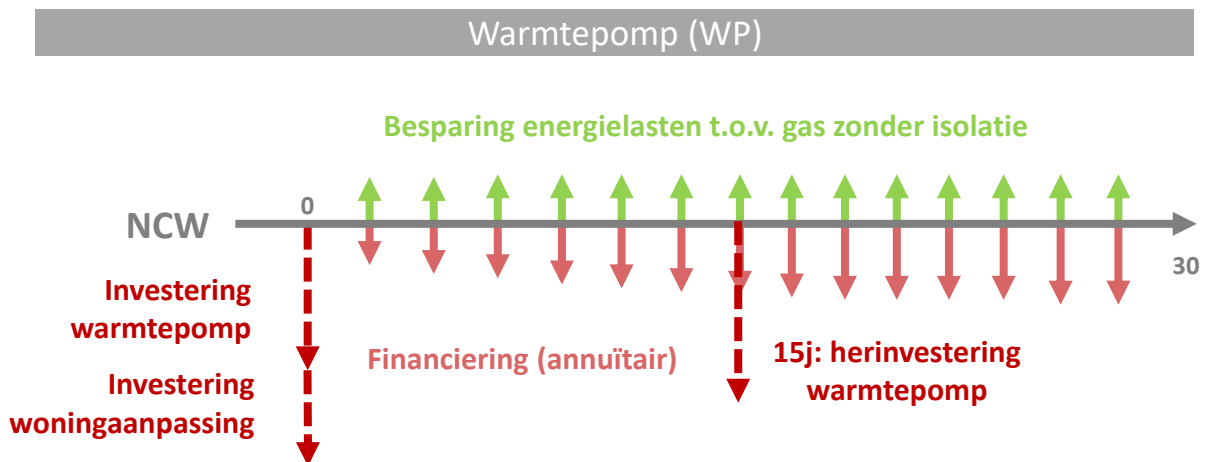 Warmtepomp (WP)
Besparing energielasten t.o.v. gas zonder isolatie
0
NCW
30
Investering
warmtepomp
Financiering (annuïtair)
15j: herinvestering
warmtepomp
Investering
woningaanpassing